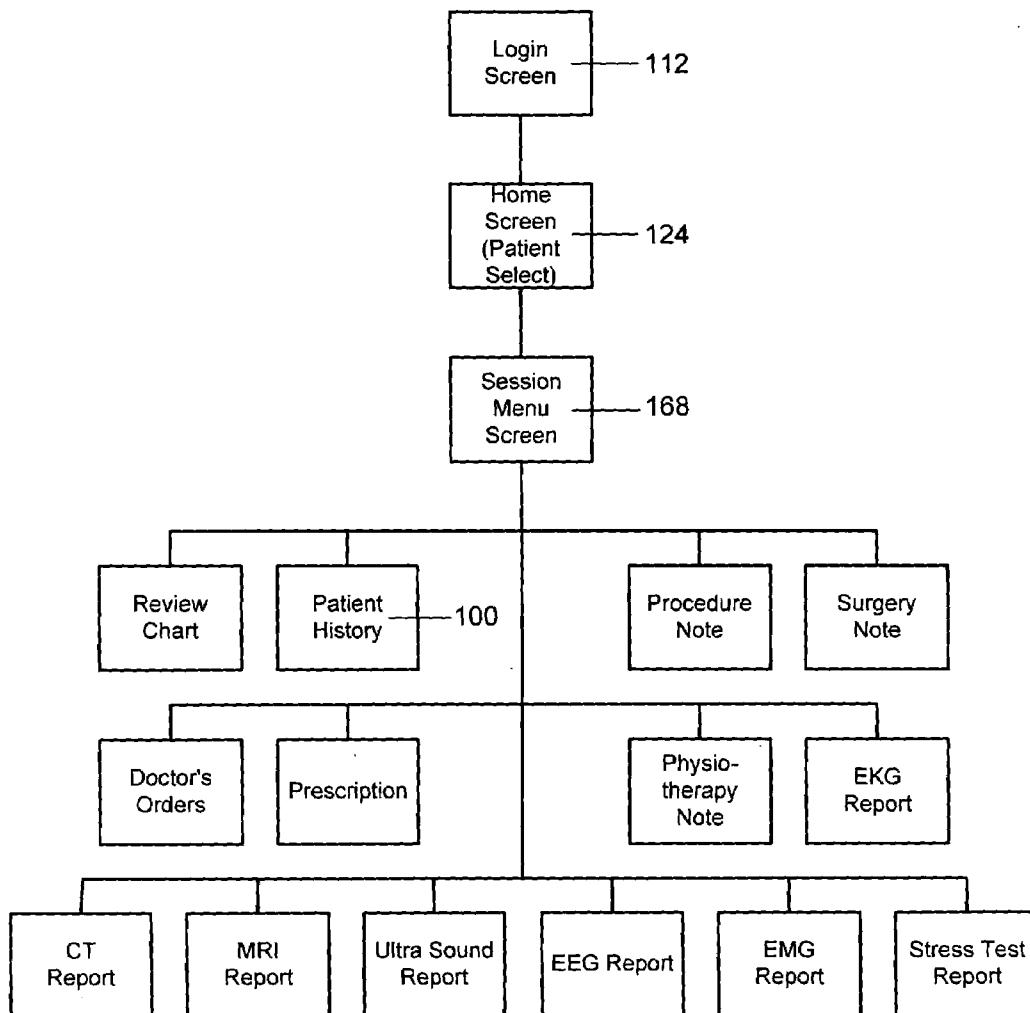 Login
Screen
112
Home
Screen
(Patient
Select)
124
Session
Menu
Screen
168
Review
Chart
Patient
History
100
Procedure
Note
Surgery
Note
Doctor's
Orders
Prescription
Physio-
therapy
Note
EKG
Report
CT
Report
MRI
Report
Ultra Sound
Report
EEG Report
EMG
Report
Stress Test
Report